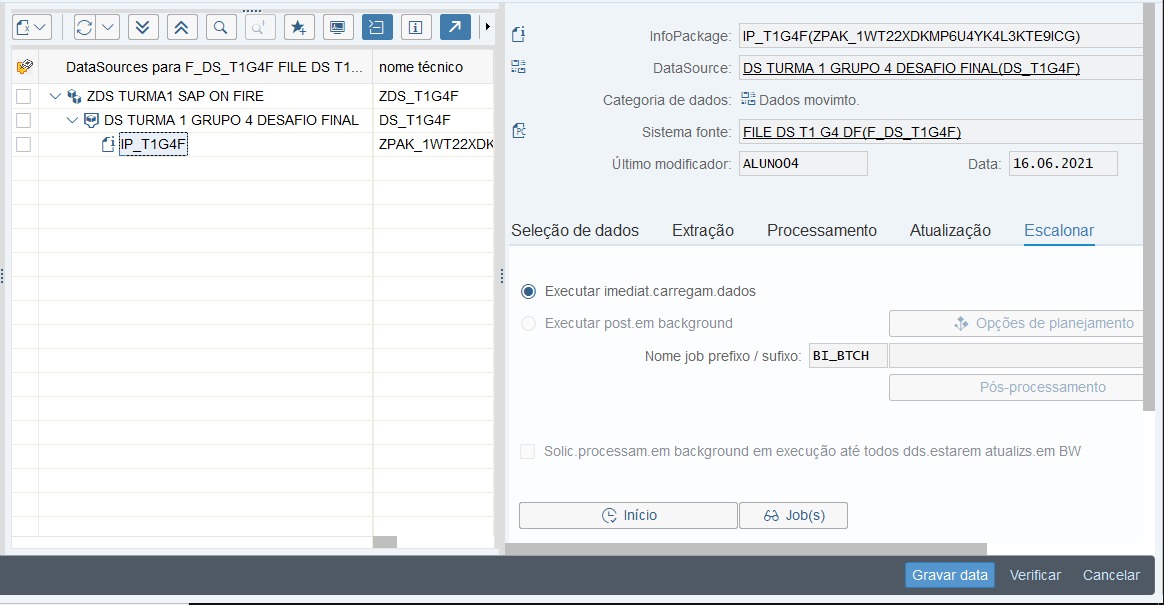 DataSources para F_DS_T1G4F FILE DS T1... nome técnico
ZDS TURMA1 SAP ON FIRE ZDS_T1G4F
DS TURMA 1 GRUPO 4 DESAFIO FINAL DS_T1G4F
IP_T1G4F ZPAK_1WT22XDK
InfoPackage: IP_T1G4F(ZPAK_1WT22XDKMP6U4YK4L3KTE9ICG)
DataSource: DS TURMA 1 GRUPO 4 DESAFIO FINAL(DS_T1G4F)
Categoria de dados: Dados movimto.
Sistema fonte: FILE DS T1 G4 DF(F_DS_T1G4F)
Último modificador: ALUNO04 Data: 16.06.2021
Seleção de dados Extração Processamento Atualização Escalonar
Executar imediat.carregam.dados
Executar post.em background Opções de planejamento
Nome job prefixo / sufixo: BI_BTCH
Pós-processamento
Solic.processam.em background em execução até todos dds.estarem atualizs.em BW
Início Job(s)
Gravar data Verificar Cancelar